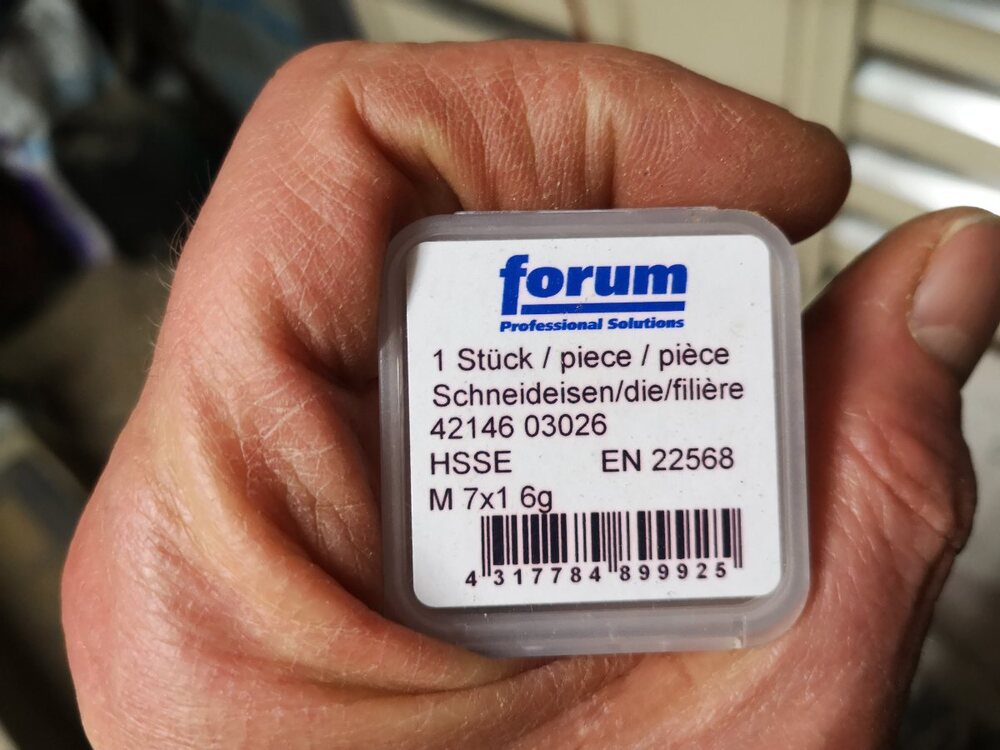 forum
Professional Solutions
1 Stück / piece / pièce
Schneideisen/die/filière
42146 03026
HSSE EN 22568
M 7x1 6g
4 317784 899925